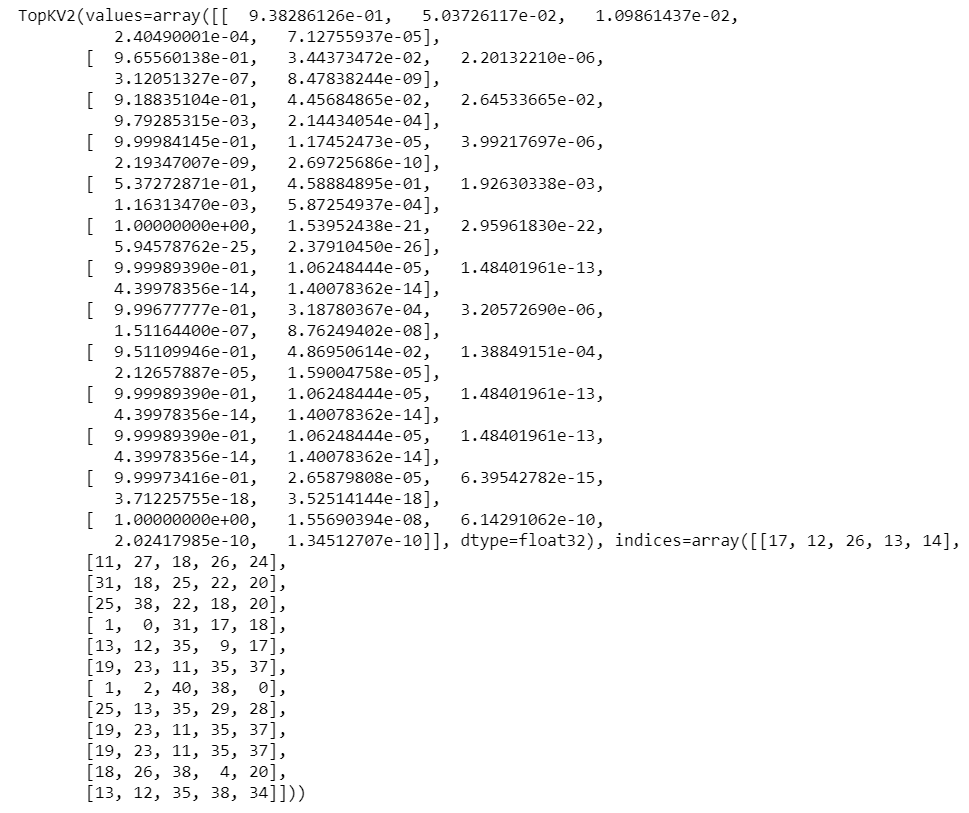 TopKV2(values=array([[  9.38286126e-01,   5.03726117e-02,   1.09861437e-02,
          2.40490001e-04,   7.12755937e-05],
       [  9.65560138e-01,   3.44373472e-02,   2.20132210e-06,
          3.12051327e-07,   8.47838244e-09],
       [  9.18835104e-01,   4.45684865e-02,   2.64533665e-02,
          9.79285315e-03,   2.14434054e-04],
       [  9.99984145e-01,   1.17452473e-05,   3.99217697e-06,
          2.19347007e-09,   2.69725686e-10],
       [  5.37272871e-01,   4.58884895e-01,   1.92630338e-03,
          1.16313470e-03,   5.87254937e-04],
       [  1.00000000e+00,   1.53952438e-21,   2.95961830e-22,
          5.94578762e-25,   2.37910450e-26],
       [  9.99989390e-01,   1.06248444e-05,   1.48401961e-13,
          4.39978356e-14,   1.40078362e-14],
       [  9.99677777e-01,   3.18780367e-04,   3.20572690e-06,
          1.51164400e-07,   8.76249402e-08],
       [  9.51109946e-01,   4.86950614e-02,   1.38849151e-04,
          2.12657887e-05,   1.59004758e-05],
       [  9.99989390e-01,   1.06248444e-05,   1.48401961e-13,
          4.39978356e-14,   1.40078362e-14],
       [  9.99989390e-01,   1.06248444e-05,   1.48401961e-13,
          4.39978356e-14,   1.40078362e-14],
       [  9.99973416e-01,   2.65879808e-05,   6.39542782e-15,
          3.71225755e-18,   3.52514144e-18],
       [  1.00000000e+00,   1.55690394e-08,   6.14291062e-10,
          2.02417985e-10,   1.34512707e-10]], dtype=float32), indices=array([[17, 12, 26, 13, 14],
       [11, 27, 18, 26, 24],
       [31, 18, 25, 22, 20],
       [25, 38, 22, 18, 20],
       [ 1,  0, 31, 17, 18],
       [13, 12, 35,  9, 17],
       [19, 23, 11, 35, 37],
       [ 1,  2, 40, 38,  0],
       [25, 13, 35, 29, 28],
       [19, 23, 11, 35, 37],
       [19, 23, 11, 35, 37],
       [18, 26, 38,  4, 20],
       [13, 12, 35, 38, 34]]))